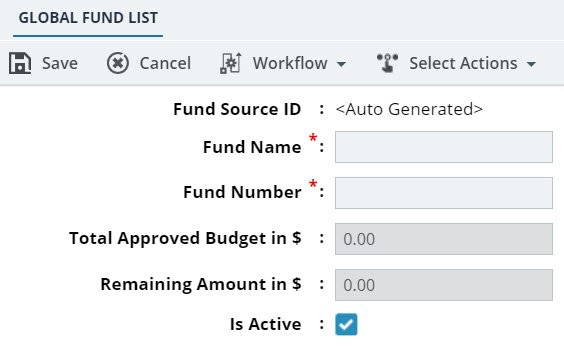 GLOBAL FUND LIST
Save Cancel Workflow Select Actions
Fund Source ID : <Auto Generated>
Fund Name *:
Fund Number *:
Total Approved Budget in $ : 0.00
Remaining Amount in $ : 0.00
Is Active :